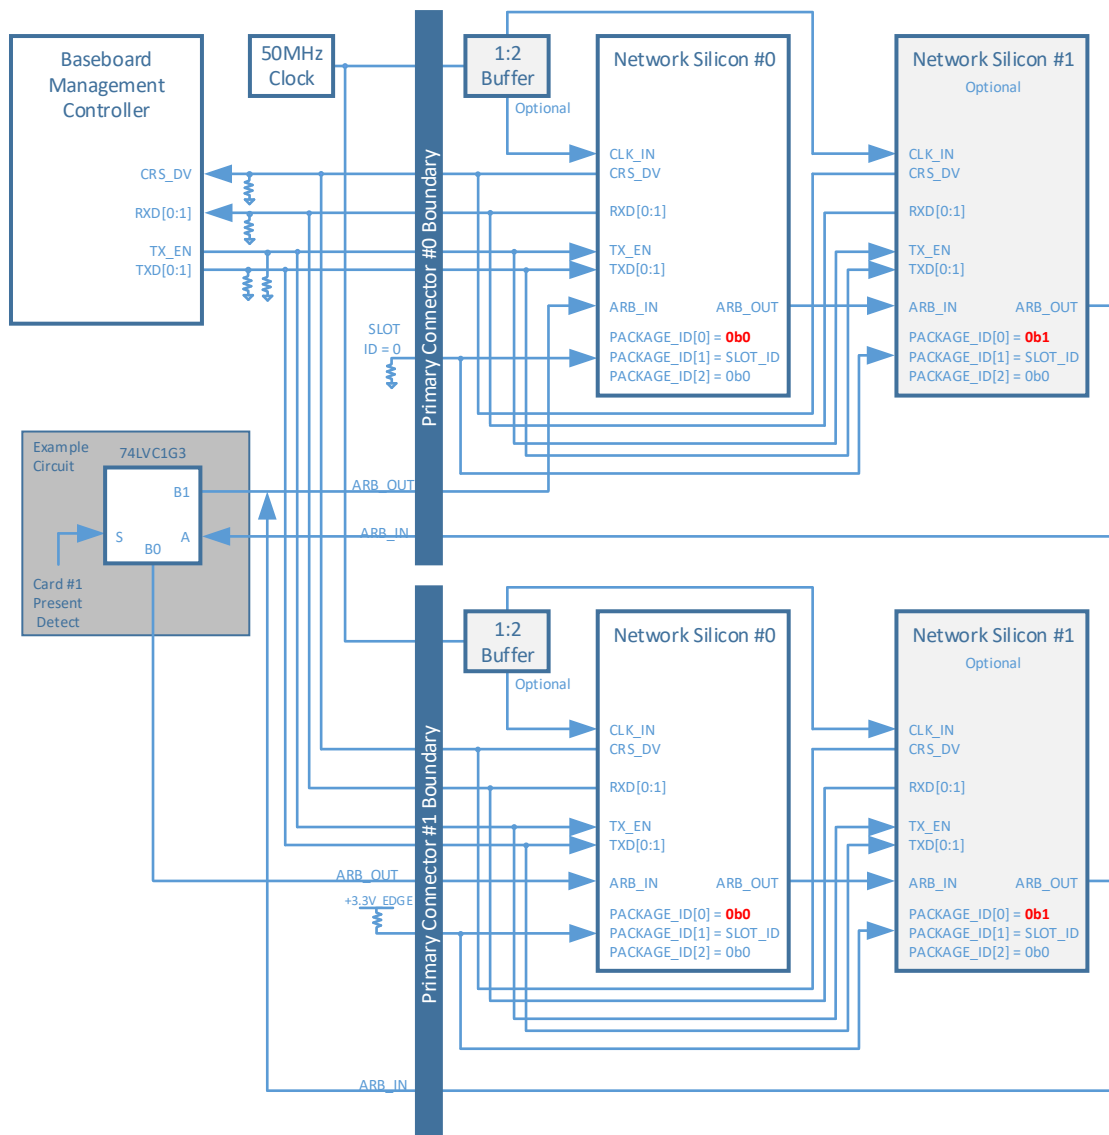 Baseboard
Management
Controller
CRS_DV
RXD[0:1]
TX_EN
TXD[0:1]
50MHz
Clock
SLOT
ID = 0
Primary Connector #0 Boundary
1:2
Buffer
Optional
Network Silicon #0
CLK_IN
CRS_DV
RXD[0:1]
TX_EN
TXD[0:1]
ARB_IN
ARB_OUT
PACKAGE_ID[0] = 0b0
PACKAGE_ID[1] = SLOT_ID
PACKAGE_ID[2] = 0b0
Network Silicon #1
Optional
CLK_IN
CRS_DV
RXD[0:1]
TX_EN
TXD[0:1]
ARB_IN
ARB_OUT
PACKAGE_ID[0] = 0b1
PACKAGE_ID[1] = SLOT_ID
PACKAGE_ID[2] = 0b0
Example
Circuit
74LVC1G3
B1
S
A
B0
Card #1
Present
Detect
ARB_OUT
ARB_IN
Primary Connector #1 Boundary
1:2
Buffer
Optional
Network Silicon #0
CLK_IN
CRS_DV
RXD[0:1]
TX_EN
TXD[0:1]
ARB_IN
ARB_OUT
PACKAGE_ID[0] = 0b0
PACKAGE_ID[1] = SLOT_ID
PACKAGE_ID[2] = 0b0
Network Silicon #1
Optional
CLK_IN
CRS_DV
RXD[0:1]
TX_EN
TXD[0:1]
ARB_IN
ARB_OUT
PACKAGE_ID[0] = 0b1
PACKAGE_ID[1] = SLOT_ID
PACKAGE_ID[2] = 0b0
ARB_OUT
+3.3V_EDGE
ARB_IN